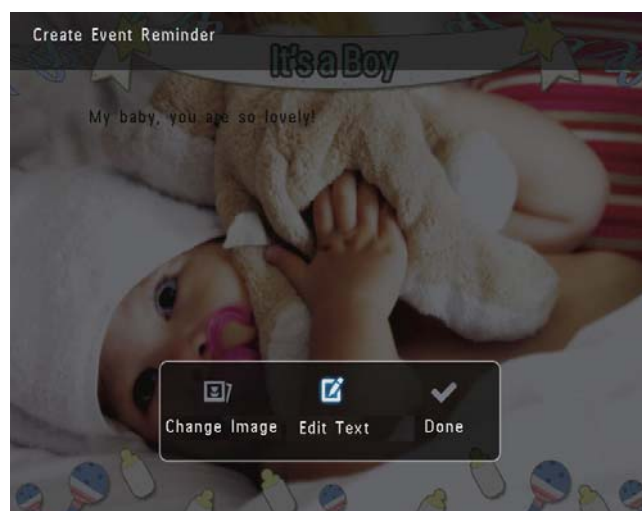 Create Event Reminder
It's a Boy
My baby, you are so lovely!
Change Image
Edit Text
Done